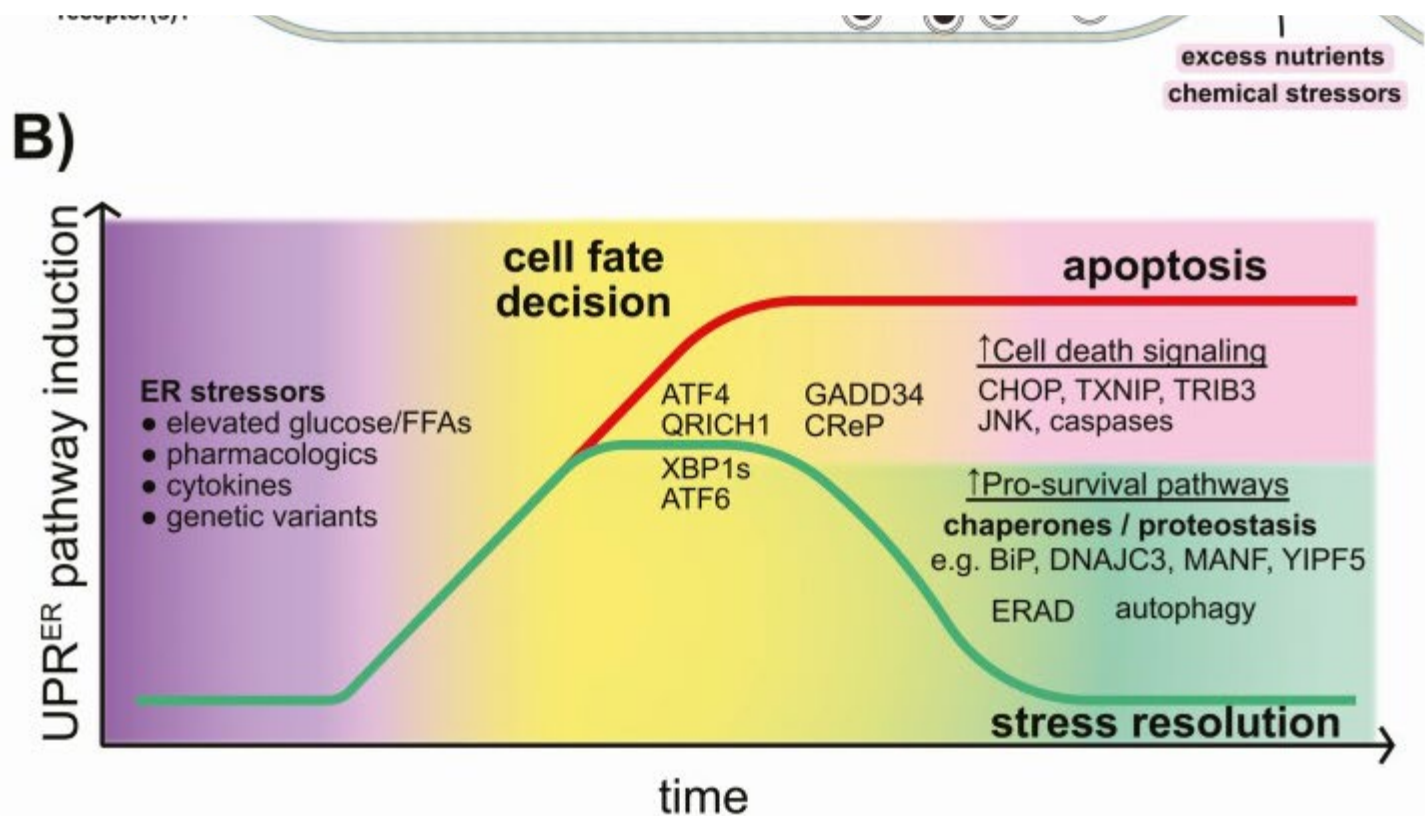 receptor(s)?
excess nutrients
chemical stressors
B)
UPRER pathway induction
cell fate
decision
apoptosis
ER stressors
● elevated glucose/FFAs
● pharmacologics
● cytokines
● genetic variants
ATF4
QRICH1
XBP1s
ATF6
GADD34
CReP
↑Cell death signaling
CHOP, TXNIP, TRIB3
JNK, caspases
↑Pro-survival pathways
chaperones / proteostasis
e.g. BiP, DNAJC3, MANF, YIPF5
ERAD autophagy
stress resolution
time